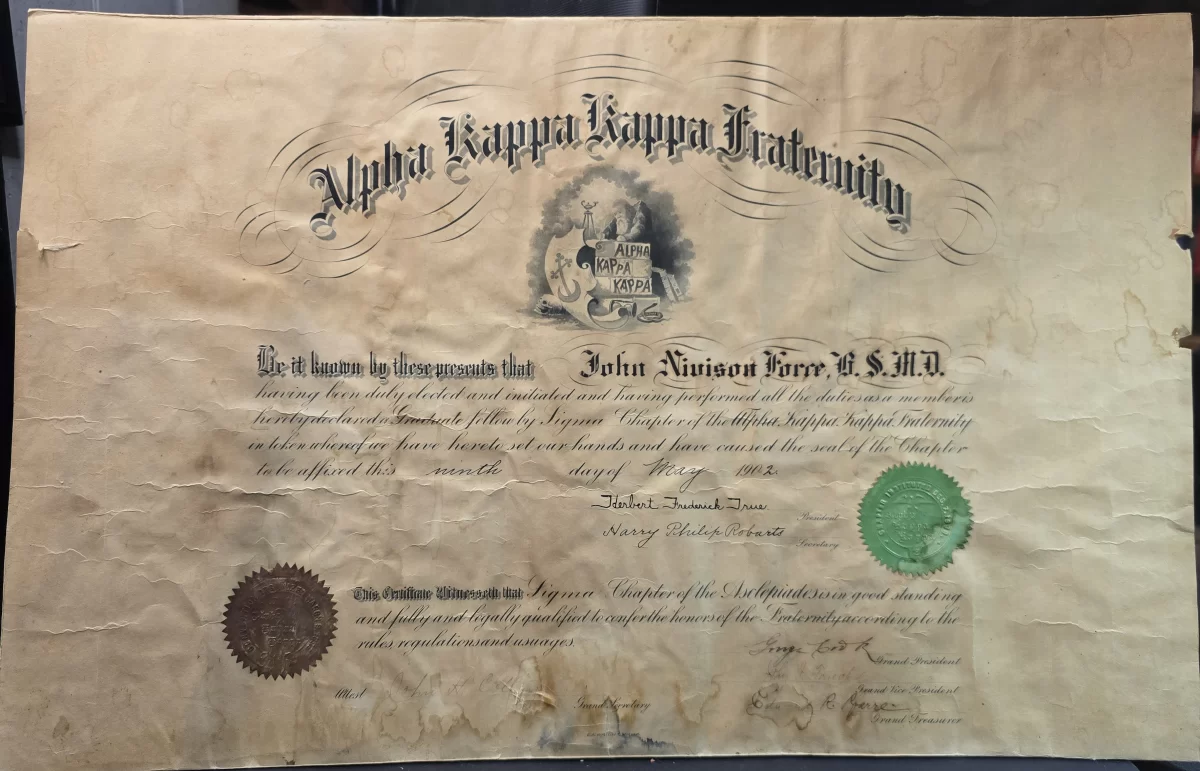 Alpha Kappa Kappa Fraternity
ALPHA
KAPPA
KAPPA
Be it known by these presents that John Nivison Force, B. S. M. D.
having been duly elected and initiated and having performed all the duties as a member is
hereby declared a Graduate fellow by Sigma Chapter of the Alpha Kappa Kappa Fraternity
in token whereof we have hereto set our hands and have caused the seal of the Chapter
to be affixed this ninth day of May 1902.
Herbert Frederick True President
Harry Philip Robarts Secretary
This Certificate Witnesseth that Sigma Chapter of the Asclepiades is in good standing
and fully and legally qualified to confer the honors of the Fraternity according to the
rules, regulations and usuages.
George Cook Grand President
Grand Vice President
Attest Grand Secretary
Grand Treasurer